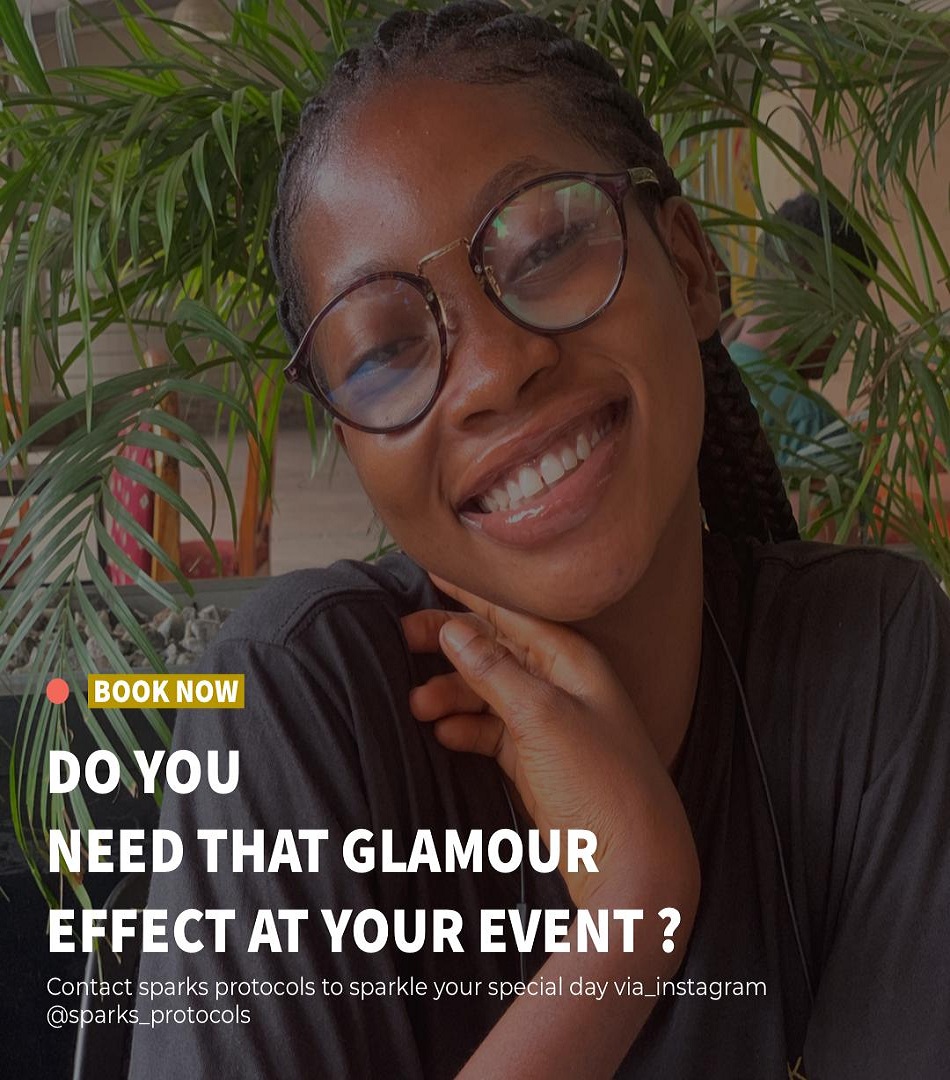 BOOK NOW
DO YOU
NEED THAT GLAMOUR
EFFECT AT YOUR EVENT ?
Contact sparks protocols to sparkle your special day via_instagram
@sparks_protocols
K